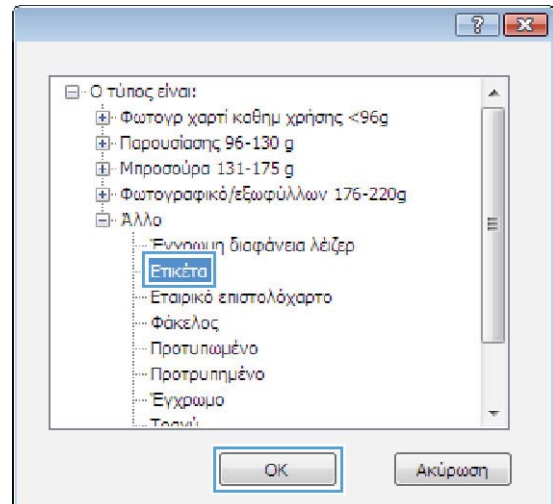 Ο τύπος είναι:
Φωτογρ χαρτί καθημ χρήσης <96g
Παρουσίασης 96-130 g
Μπροσούρα 131-175 g
Φωτογραφικό/εξωφύλλων 176-220g
Άλλο
Έγχρωμη διαφάνεια λέιζερ
Ετικέτα
Εταιρικό επιστολόχαρτο
Φάκελος
Προτυπωμένο
Προτρυπημένο
Έγχρωμο
Τραχύ
OK Ακύρωση